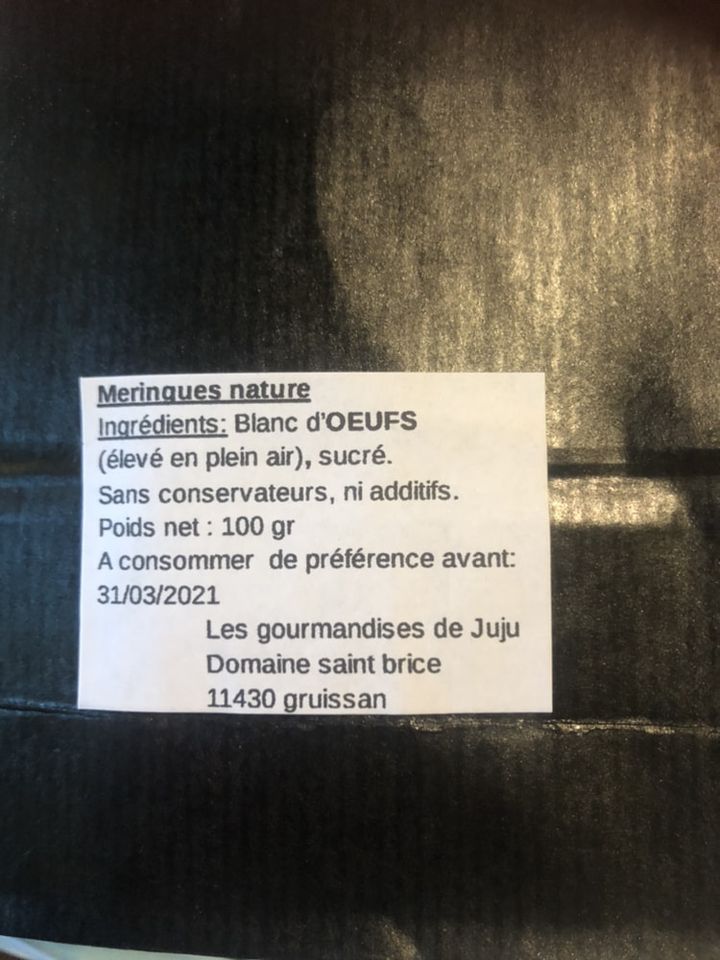 Meringues nature
Ingrédients: Blanc d'OEUFS
(élevé en plein air), sucré.
Sans conservateurs, ni additifs.
Poids net : 100 gr
A consommer de préférence avant:
31/03/2021
Les gourmandises de Juju
Domaine saint brice
11430 gruissan